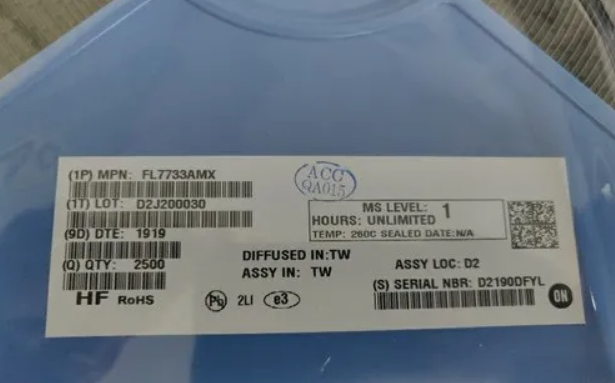 (1P) MPN: FL7733AMX
ACC
QA015
(1T) LOT: D2J200030
MS LEVEL: 1
HOURS: UNLIMITED
TEMP: 260C SEALED DATE:N/A
(9D) DTE: 1919
(Q) QTY: 2500
DIFFUSED IN:TW
ASSY IN: TW
ASSY LOC: D2
(S) SERIAL NBR: D2190DFYL
HF RoHS
Pb 2LI e3
ON